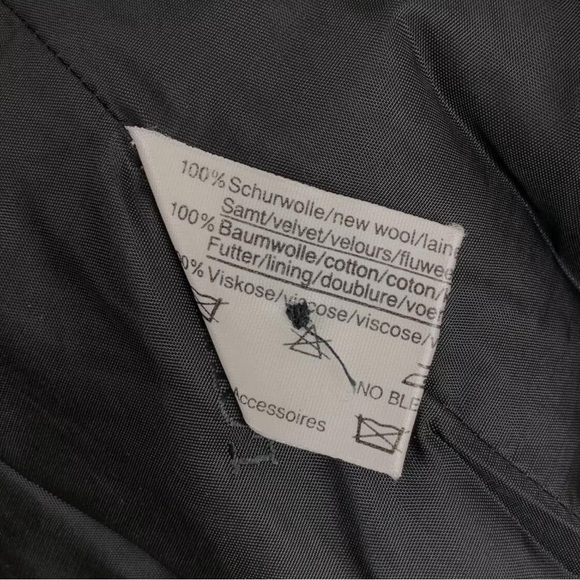 100% Schurwolle/new wool/lain
Samt/velvet/velours/fluwee
100% Baumwolle/cotton/coton/
Futter/lining/doublure/voer
0% Viskose/viscose/viscose/
NO BLE
Accessoires